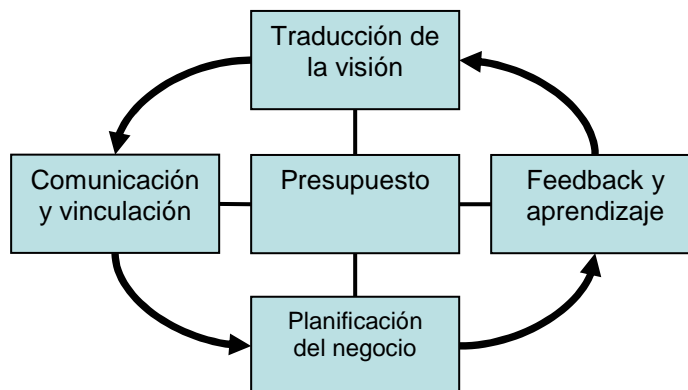 Traducción de
la visión
Comunicación
y vinculación
Presupuesto
Feedback y
aprendizaje
Planificación
del negocio